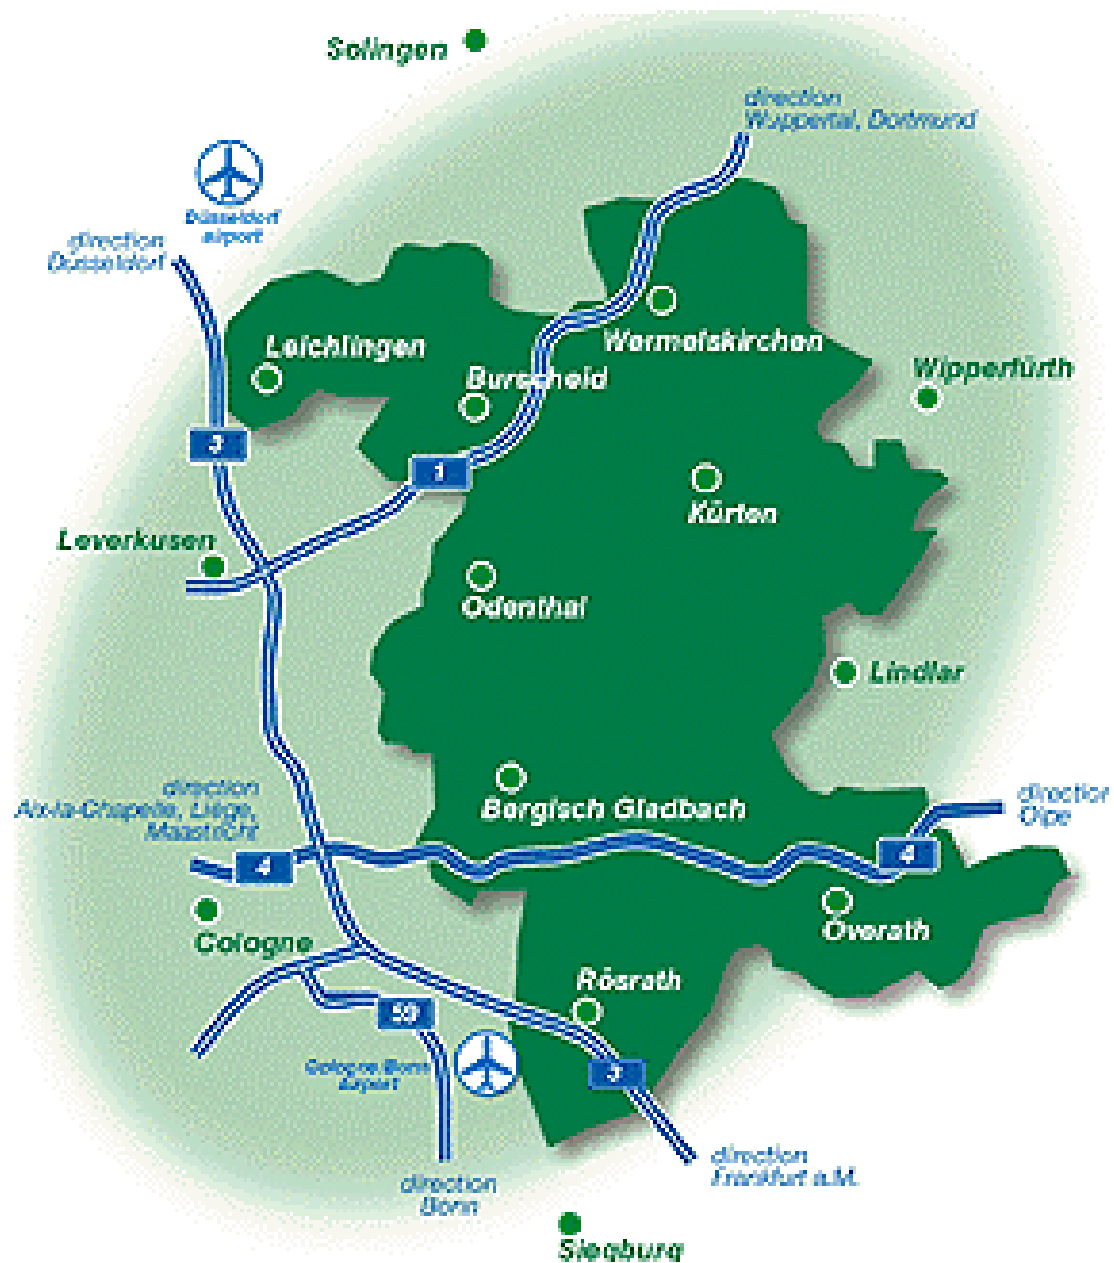 Solingen
direction
Wuppertal, Dortmund
Düsseldorf
airport
direction
Düsseldorf
Leichlingen
Wermelskirchen
Burscheid
Wipperfürth
3
1
Kürten
Leverkusen
Odenthal
Lindlar
direction
Aix-la-Chapelle, Liège,
Maastricht
Bergisch Gladbach
direction
Olpe
4
4
Cologne
Overath
Rösrath
59
Cologne/Bonn
Airport
3
direction
Frankfurt a.M.
direction
Bonn
Siegburg